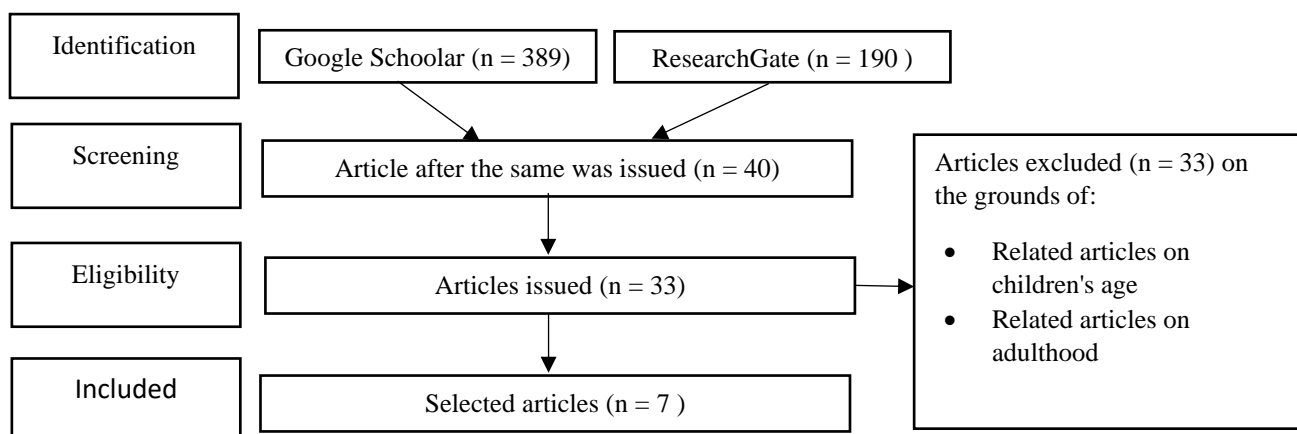 Identification
Google Schoolar (n = 389)
ResearchGate (n = 190 )
Screening
Article after the same was issued (n = 40)
Articles excluded (n = 33) on
the grounds of:
• Related articles on
children's age
• Related articles on
adulthood
Eligibility
Articles issued (n = 33)
Included
Selected articles (n = 7 )